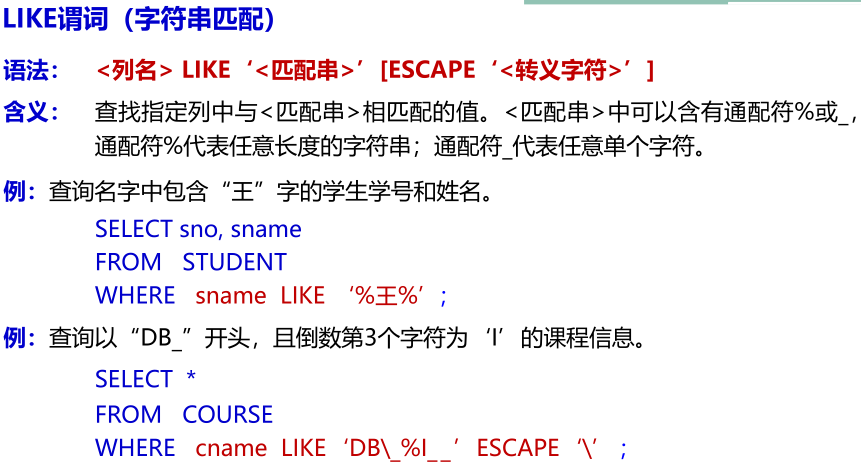 LIKE谓词（字符串匹配）
语法： <列名> LIKE‘<匹配串>’[ESCAPE‘<转义字符>’]
含义： 查找指定列中与<匹配串>相匹配的值。<匹配串>中可以含有通配符%或_，
通配符%代表任意长度的字符串；通配符_代表任意单个字符。
例：查询名字中包含“王”字的学生学号和姓名。
SELECT sno, sname
FROM STUDENT
WHERE sname LIKE ‘%王%’;
例：查询以“DB_”开头，且倒数第3个字符为‘I’的课程信息。
SELECT *
FROM COURSE
WHERE cname LIKE‘DB\_%I__’ESCAPE‘\’;